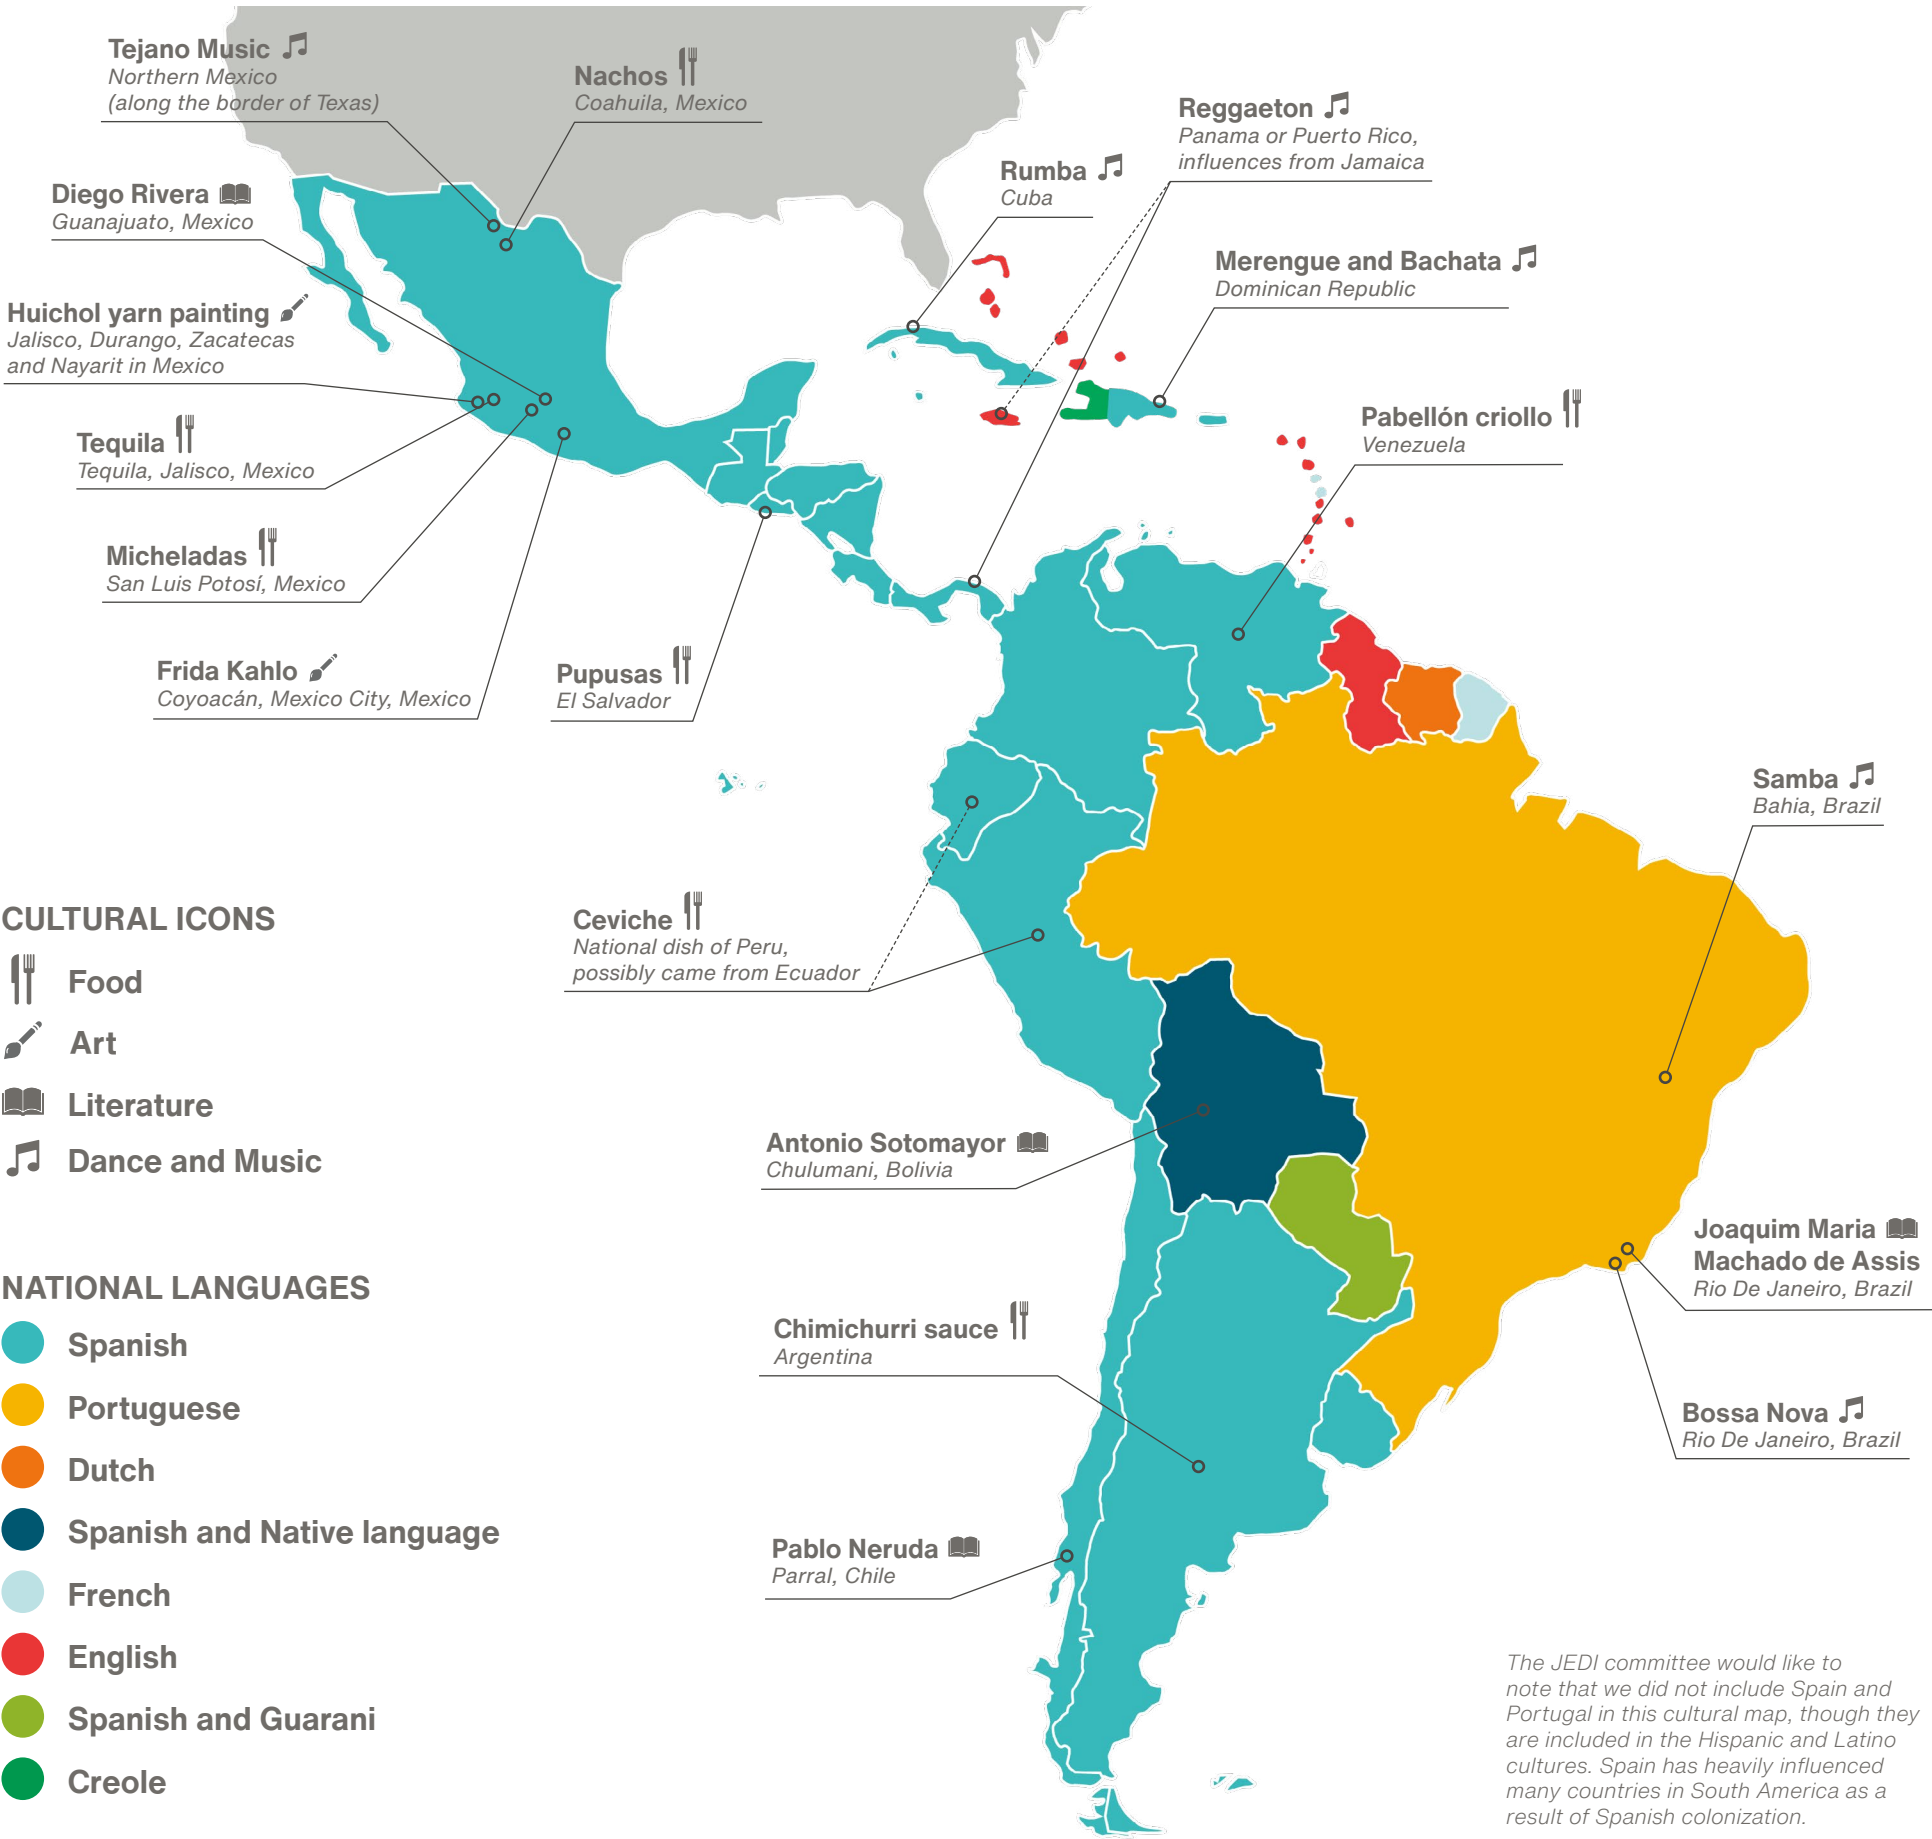 Tejano Music
Northern Mexico
(along the border of Texas)
Nachos
Coahuila, Mexico
Reggaeton
Panama or Puerto Rico,
influences from Jamaica
Rumba
Cuba
Diego Rivera
Guanajuato, Mexico
Merengue and Bachata
Dominican Republic
Huichol yarn painting
Jalisco, Durango, Zacatecas
and Nayarit in Mexico
Pabellón criollo
Venezuela
Tequila
Tequila, Jalisco, Mexico
Micheladas
San Luis Potosí, Mexico
Frida Kahlo
Coyoacán, Mexico City, Mexico
Pupusas
El Salvador
Samba
Bahia, Brazil
Ceviche
National dish of Peru,
possibly came from Ecuador
Antonio Sotomayor
Chulumani, Bolivia
Joaquim Maria
Machado de Assis
Rio De Janeiro, Brazil
Chimichurri sauce
Argentina
Bossa Nova
Rio De Janeiro, Brazil
Pablo Neruda
Parral, Chile
CULTURAL ICONS
Food
Art
Literature
Dance and Music
NATIONAL LANGUAGES
Spanish
Portuguese
Dutch
Spanish and Native language
French
English
Spanish and Guarani
Creole
The JEDI committee would like to
note that we did not include Spain and
Portugal in this cultural map, though they
are included in the Hispanic and Latino
cultures. Spain has heavily influenced
many countries in South America as a
result of Spanish colonization.